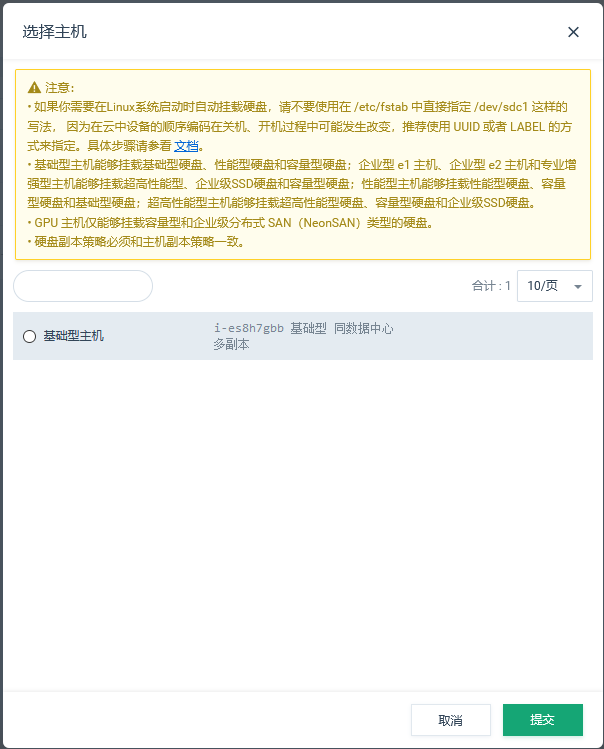 选择主机
注意：
• 如果你需要在Linux系统启动时自动挂载硬盘，请不要使用在 /etc/fstab 中直接指定 /dev/sdc1 这样的
写法， 因为在云中设备的顺序编码在关机、开机过程中可能发生改变，推荐使用 UUID 或者 LABEL 的方
式来指定。具体步骤请参看 文档。
• 基础型主机能够挂载基础型硬盘、性能型硬盘和容量型硬盘；企业型 e1 主机、企业型 e2 主机和专业增
强型主机能够挂载超高性能型、企业级SSD硬盘和容量型硬盘；性能型主机能够挂载性能型硬盘、容量
型硬盘和基础型硬盘；超高性能型主机能够挂载超高性能型硬盘、容量型硬盘和企业级SSD硬盘。
• GPU 主机仅能够挂载容量型和企业级分布式 SAN（NeonSAN）类型的硬盘。
• 硬盘副本策略必须和主机副本策略一致。
合计 : 1 10/页
基础型主机 i-es8h7gbb 基础型 同数据中心
多副本
取消 提交